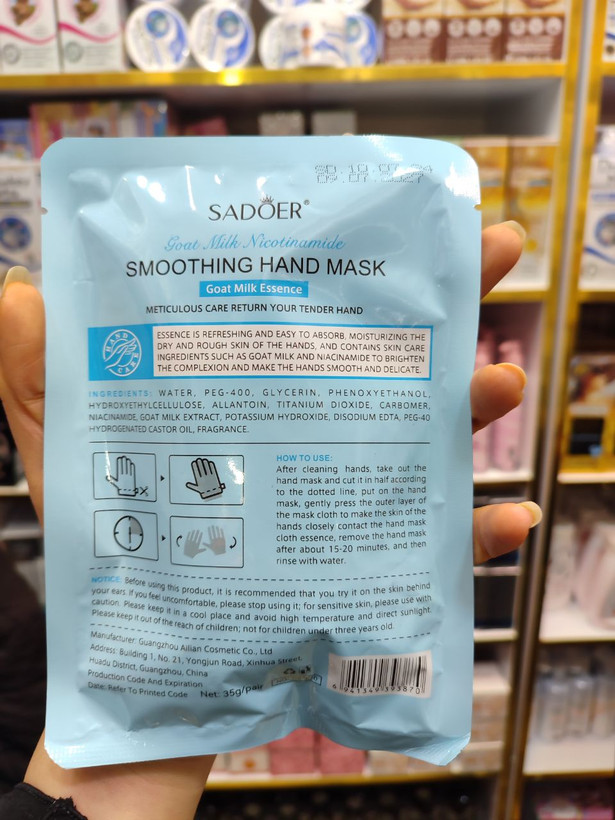 SD 10.07.24
09.07.2027
SADOER®
Goat Milk Nicotinamide
SMOOTHING HAND MASK
Goat Milk Essence
METICULOUS CARE RETURN YOUR TENDER HAND
HAND CARE
ESSENCE IS REFRESHING AND EASY TO ABSORB, MOISTURIZING THE
DRY AND ROUGH SKIN OF THE HANDS, AND CONTAINS SKIN CARE
INGREDIENTS SUCH AS GOAT MILK AND NIACINAMIDE TO BRIGHTEN
THE COMPLEXION AND MAKE THE HANDS SMOOTH AND DELICATE.
INGREDIENTS: WATER, PEG-400, GLYCERIN, PHENOXYETHANOL,
HYDROXYETHYLCELLULOSE, ALLANTOIN, TITANIUM DIOXIDE, CARBOMER,
NIACINAMIDE, GOAT MILK EXTRACT, POTASSIUM HYDROXIDE, DISODIUM EDTA, PEG-40
HYDROGENATED CASTOR OIL, FRAGRANCE.
HOW TO USE:
After cleaning hands, take out the
hand mask and cut it in half according
to the dotted line, put on the hand
mask, gently press the outer layer of
the mask cloth to make the skin of the
hands closely contact the hand mask
cloth essence, remove the hand mask
after about 15-20 minutes, and then
rinse with water.
NOTICE: Before using this product, it is recommended that you try it on the skin behind
your ears. If you feel uncomfortable, please stop using it; for sensitive skin, please use with
caution. Please keep it in a cool place and avoid high temperature and direct sunlight.
Please keep it out of the reach of children; not for children under three years old.
Manufacturer: Guangzhou Ailian Cosmetic Co., Ltd
Address: Building 1, No. 21, Yongjun Road, Xinhua Street,
Huadu District, Guangzhou, China
Production Code And Expiration
Date: Refer To Printed Code
Net: 35g/pair
6941349393870